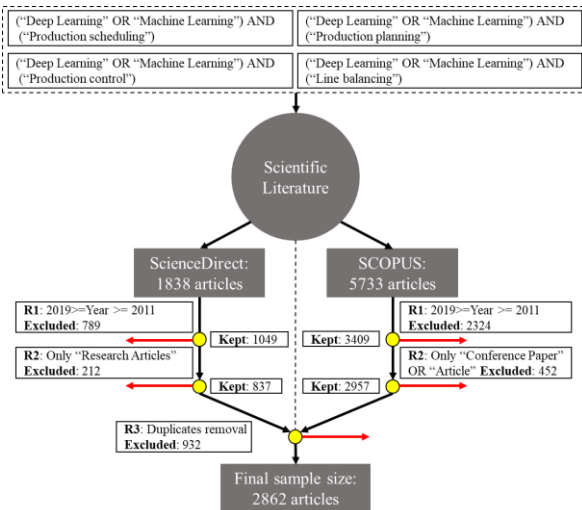 (“Deep Learning” OR “Machine Learning”) AND
(“Production scheduling”)
(“Deep Learning” OR “Machine Learning”) AND
(“Production planning”)
(“Deep Learning” OR “Machine Learning”) AND
(“Production control”)
(“Deep Learning” OR “Machine Learning”) AND
(“Line balancing”)
Scientific
Literature
ScienceDirect:
1838 articles
SCOPUS:
5733 articles
R1: 2019>=Year >= 2011
Excluded: 789
R1: 2019>=Year >= 2011
Excluded: 2324
Kept: 1049
Kept: 3409
R2: Only “Research Articles”
Excluded: 212
R2: Only “Conference Paper”
OR “Article” Excluded: 452
Kept: 837
Kept: 2957
R3: Duplicates removal
Excluded: 932
Final sample size:
2862 articles